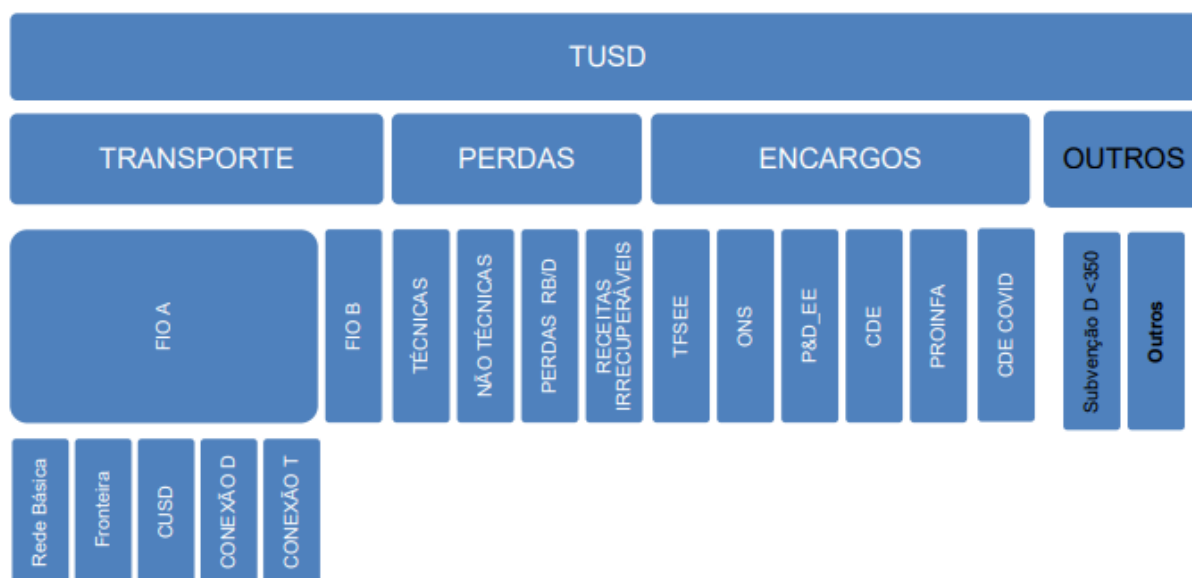 TUSD
TRANSPORTE
PERDAS
ENCARGOS
OUTROS
FIO A
FIO B
TÉCNICAS
NÃO TÉCNICAS
PERDAS RB/D
RECEITAS
IRRECUPERÁVEIS
TFSEE
ONS
P&D_EE
CDE
PROINFA
CDE COVID
Subvenção D <350
Outros
Rede Básica
Fronteira
CUSD
CONEXÃO D
CONEXÃO T